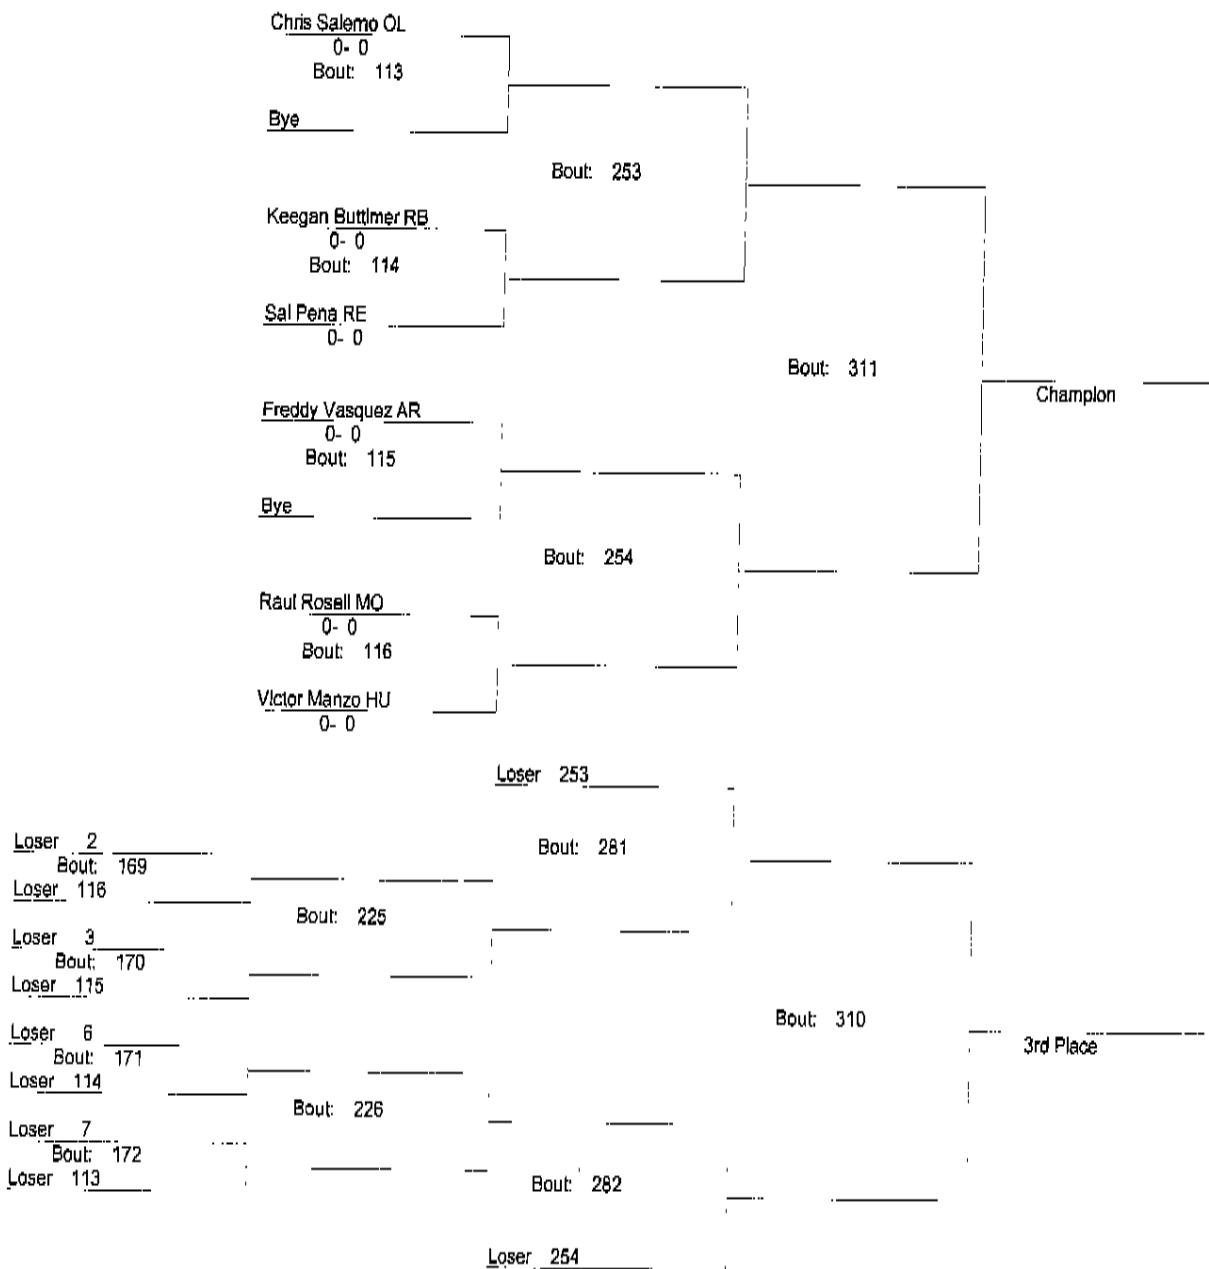 Chris Salemo OL
0- 0
Bout: 113
Bye
Bout: 253
Keegan Buttimer RB
0- 0
Bout: 114
Sal Pena RE
0- 0
Bout: 311
Champion
Freddy Vasquez AR
0- 0
Bout: 115
Bye
Bout: 254
Raul Rosell MO
0- 0
Bout: 116
Victor Manzo HU
0- 0
Loser 253
Loser 2
Bout: 169
Bout: 281
Loser 116
Bout: 225
Loser 3
Bout: 170
Loser 115
Bout: 310
Loser 6
Bout: 171
3rd Place
Loser 114
Bout: 226
Loser 7
Bout: 172
Loser 113
Bout: 282
Loser 254